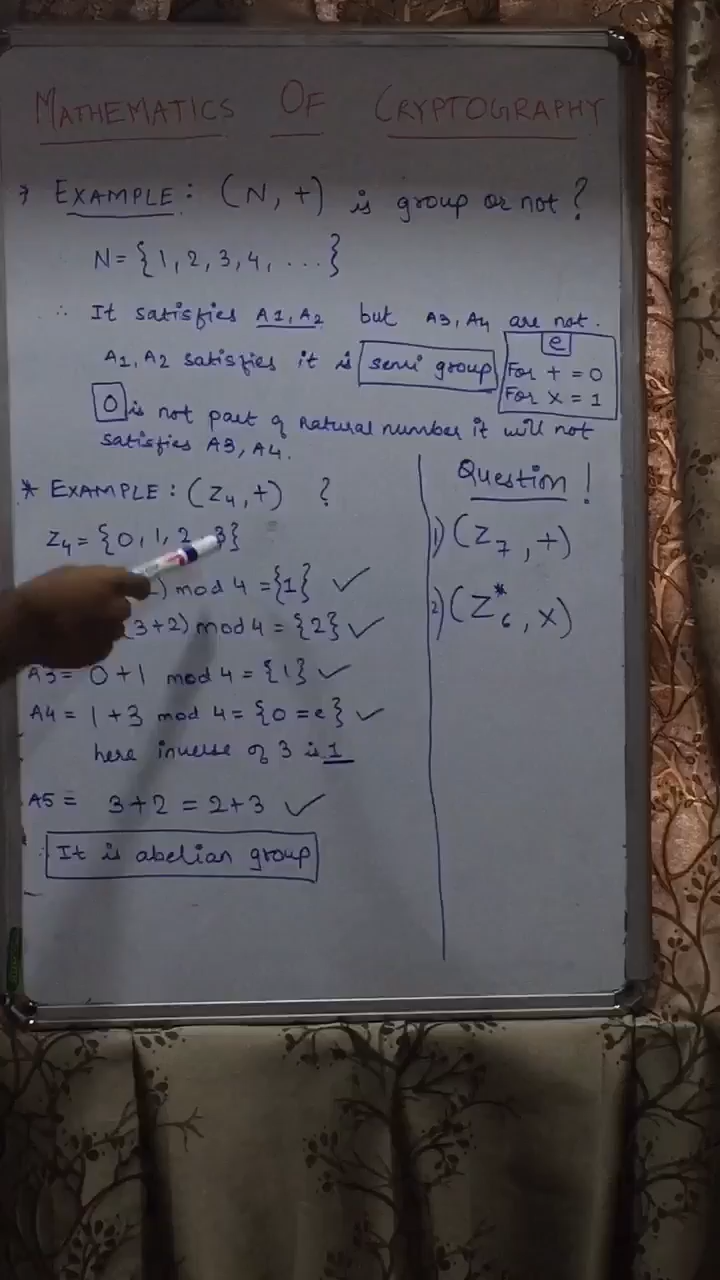 MATHEMATICS OF CRYPTOGRAPHY
EXAMPLE: (N, +) is group or not?
N = {1, 2, 3, 4, ...}
∴ It satisfies A1, A2 but A3, A4 are not.
A1, A2 satisfies it is semi group
e
For + = 0
For x = 1
0 is not part of natural number it will not
satisfies A3, A4.
* EXAMPLE: (Z₄, +) ?
Z₄ = {0, 1, 2, 3}
) mod 4 = {1} ✓
(3+2) mod 4 = {2} ✓
A3 = 0+1 mod 4 = {1} ✓
A4 = 1+3 mod 4 = {0 = e} ✓
here inverse of 3 is 1
A5 = 3+2 = 2+3 ✓
∴ It is abelian group
Question!
1) (Z₇, +)
2) (Z*₆, x)